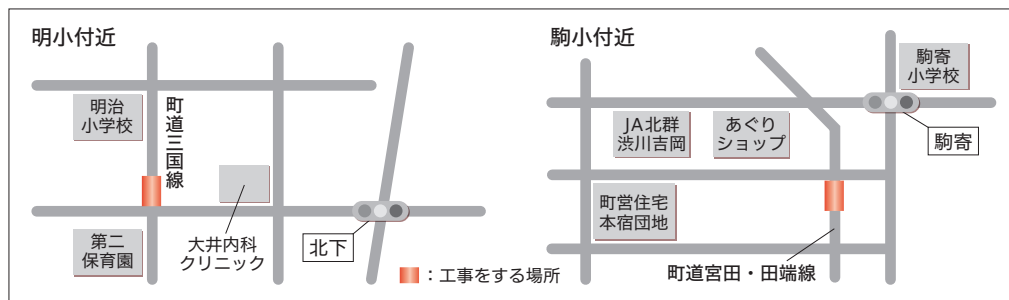 明小付近
明治
小学校
町道三国線
第二
保育園
大井内科
クリニック
北下
：工事をする場所
駒小付近
駒寄
小学校
JA北群
渋川吉岡
あぐり
ショップ
駒寄
町営住宅
本宿団地
町道宮田・田端線